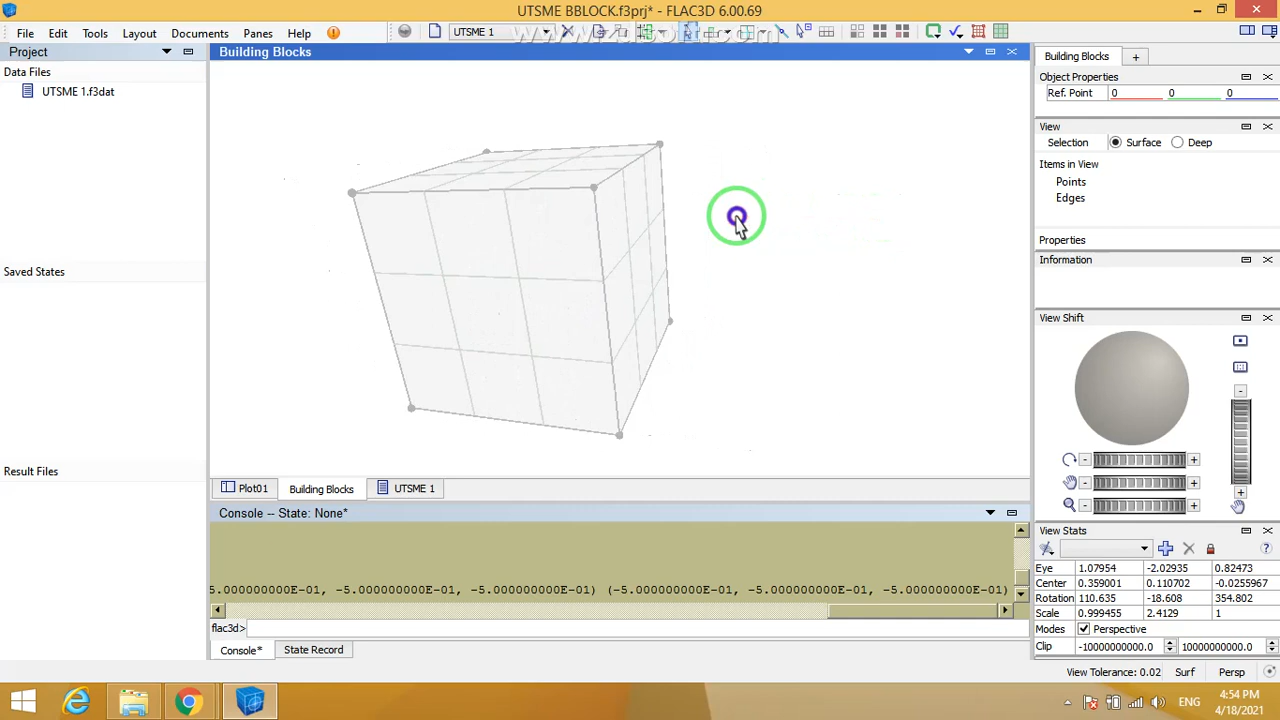 UTSME BBLOCK.f3prj* - FLAC3D 6.00.69
File Edit Tools Layout Documents Panes Help
UTSME 1
Project
Data Files
UTSME 1.f3dat
Saved States
Result Files
Building Blocks
Plot01 Building Blocks UTSME 1
Console -- State: None*
5.000000000E-01, -5.000000000E-01, -5.000000000E-01) (-5.000000000E-01, -5.000000000E-01, -5.000000000E-01)
flac3d>
Console* State Record
Building Blocks +
Object Properties
Ref. Point 0 0 0
View
Selection Surface Deep
Items in View
Points
Edges
Properties
Information
View Shift
View Stats
Eye 1.07954 -2.02935 0.82473
Center 0.359001 0.110702 -0.0255967
Rotation 110.635 -18.608 354.802
Scale 0.999455 2.4129 1
Modes Perspective
Clip -10000000000.0 10000000000.0
View Tolerance: 0.02 Surf Persp
ENG
4:54 PM
4/18/2021